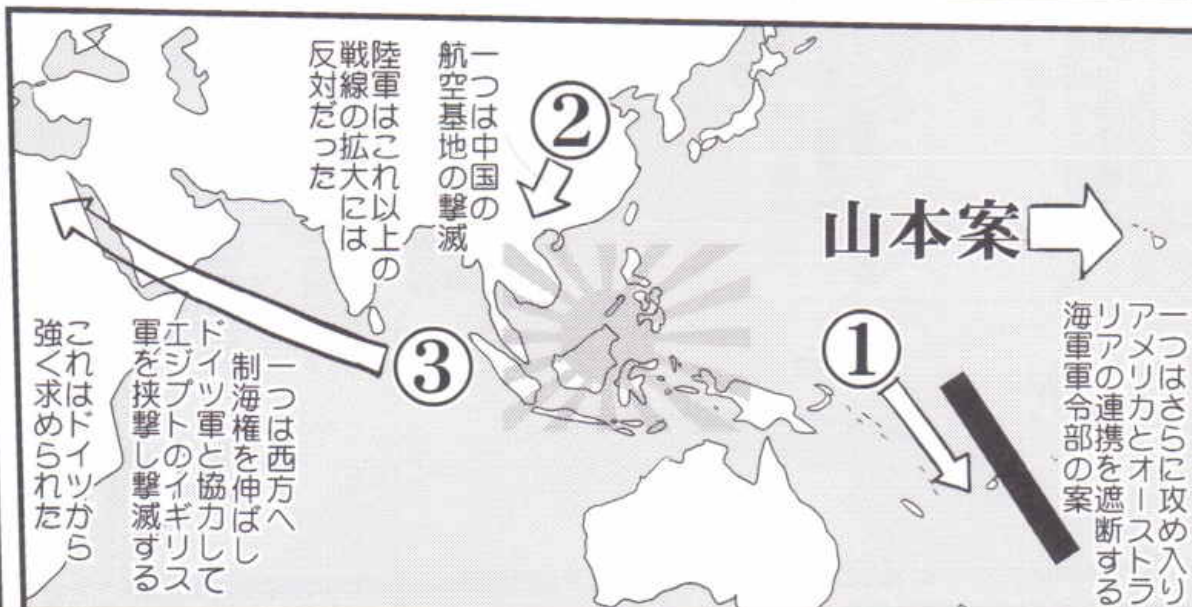 山本案
①
一つはさらに攻め入り
アメリカとオーストラ
リアの連携を遮断する
海軍軍令部の案
②
一つは中国の
航空基地の撃滅
陸軍はこれ以上の
戦線の拡大には
反対だった
③
一つは西方へ
制海権を伸ばし
ドイツ軍と協力して
エジプトのイギリス
軍を挟撃し撃滅する
これはドイツから
強く求められた